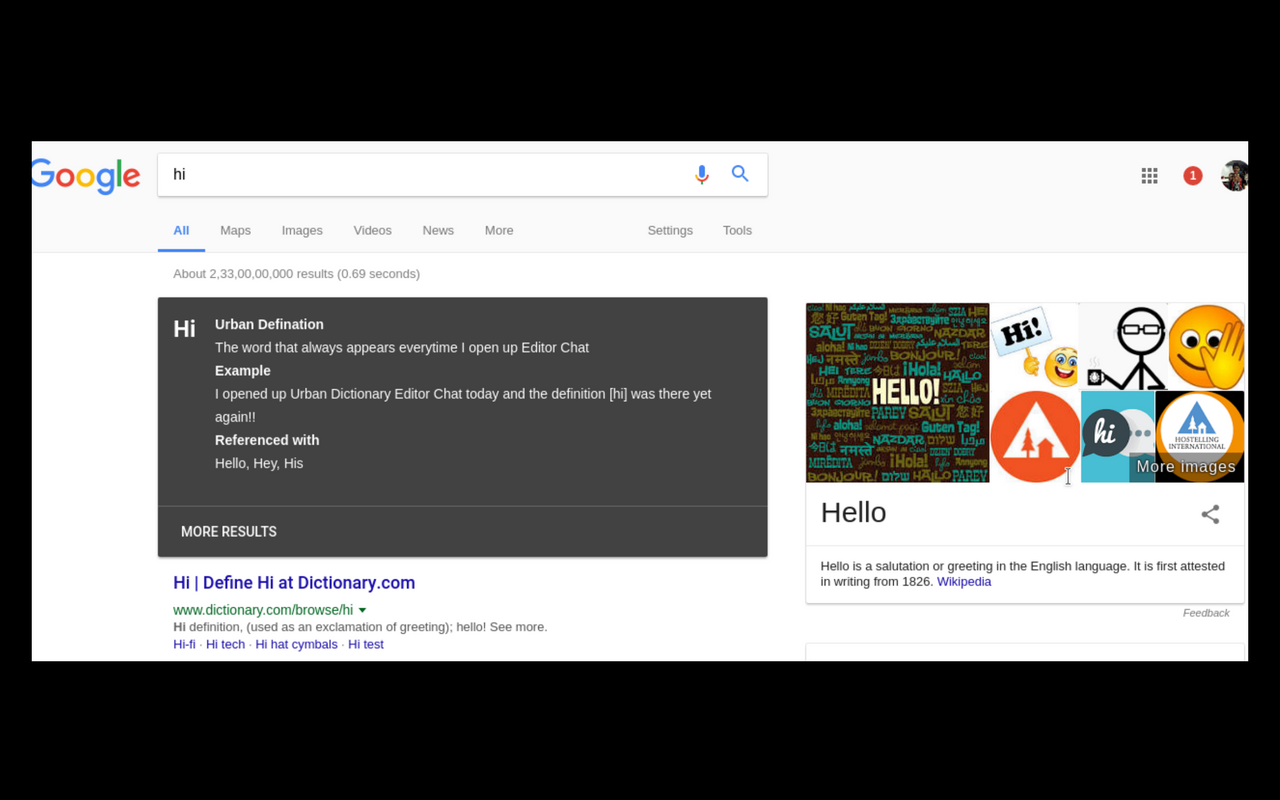 Google
hi
1
All Maps Images Videos News More Settings Tools
About 2,33,00,00,000 results (0.69 seconds)
Hi
Urban Defination
The word that always appears everytime I open up Editor Chat
Example
I opened up Urban Dictionary Editor Chat today and the definition [hi] was there yet
again!!
Referenced with
Hello, Hey, His
MORE RESULTS
Hi | Define Hi at Dictionary.com
www.dictionary.com/browse/hi
Hi definition, (used as an exclamation of greeting); hello! See more.
Hi-fi · Hi tech · Hi hat cymbals · Hi test
HELLO!
SALUT
Guten Tag!
aloha!
नमस्ते
BONJOUR!
¡Hola!
PAREV SALUT
NAZDAR
MIREDITA
BONJOUR!
Hi!
hi
HOSTELLING
INTERNATIONAL
More images
Hello
Hello is a salutation or greeting in the English language. It is first attested
in writing from 1826. Wikipedia
Feedback